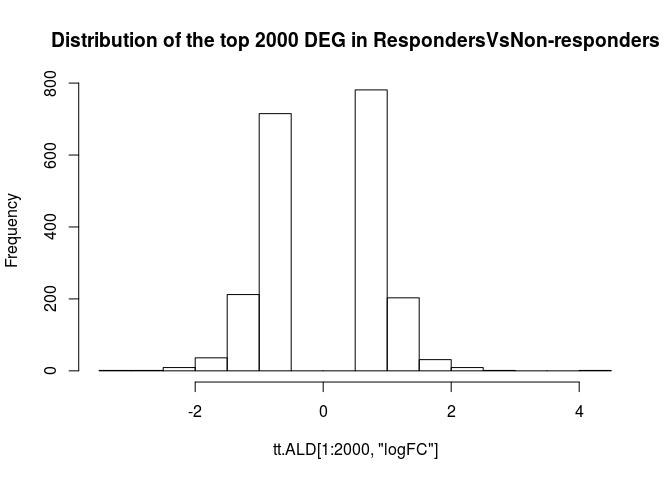 Distribution of the top 2000 DEG in RespondersVsNon-responders
Frequency
800
600
400
200
0
-2 0 2 4
tt.ALD[1:2000, "logFC"]